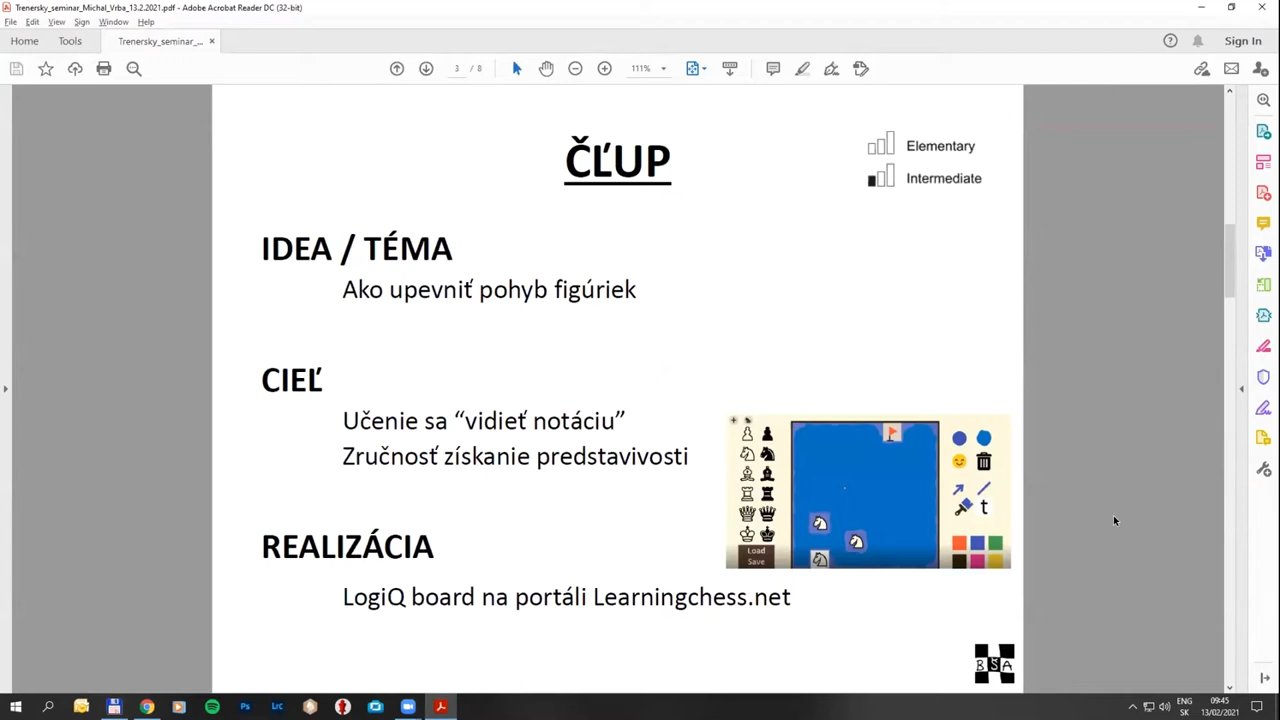 Trenersky_seminar_Michal_Vrba_13.2.2021.pdf - Adobe Acrobat Reader DC (32-bit)
File Edit View Sign Window Help
Home Tools Trenersky_seminar_... × Sign In
3 / 8 111%
ČĽUP
Elementary
Intermediate
IDEA / TÉMA
Ako upevniť pohyb figúriek
CIEĽ
Učenie sa “vidieť notáciu”
Zručnosť získanie predstavivosti
t
Load
Save
REALIZÁCIA
LogiQ board na portáli Learningchess.net
BŠA
Ps LrC
ENG 09:45
SK 13/02/2021